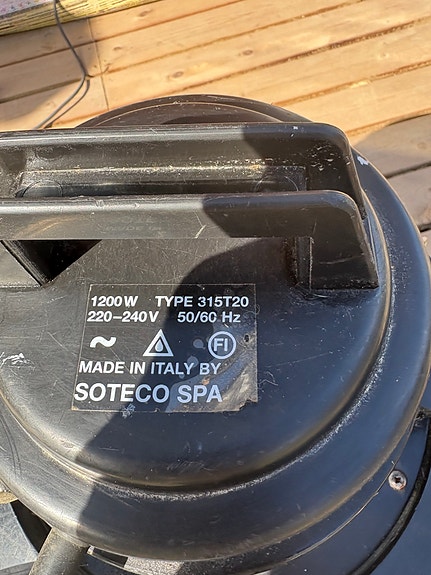 1200W TYPE 315T20
220-240V 50/60 Hz
~ FI
MADE IN ITALY BY
SOTECO SPA